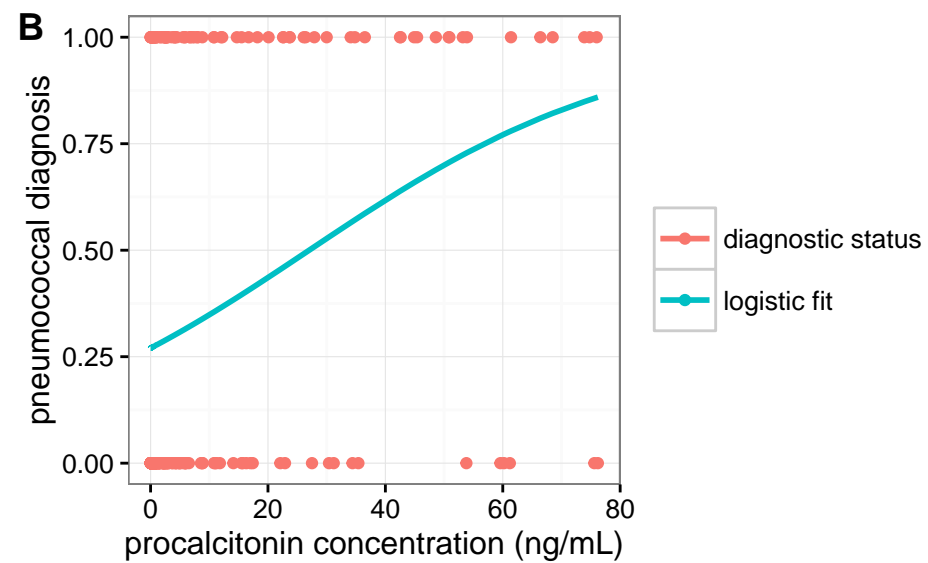 B
pneumococcal diagnosis
1.00
0.75
0.50
0.25
0.00
0 20 40 60 80
procalcitonin concentration (ng/mL)
diagnostic status
logistic fit